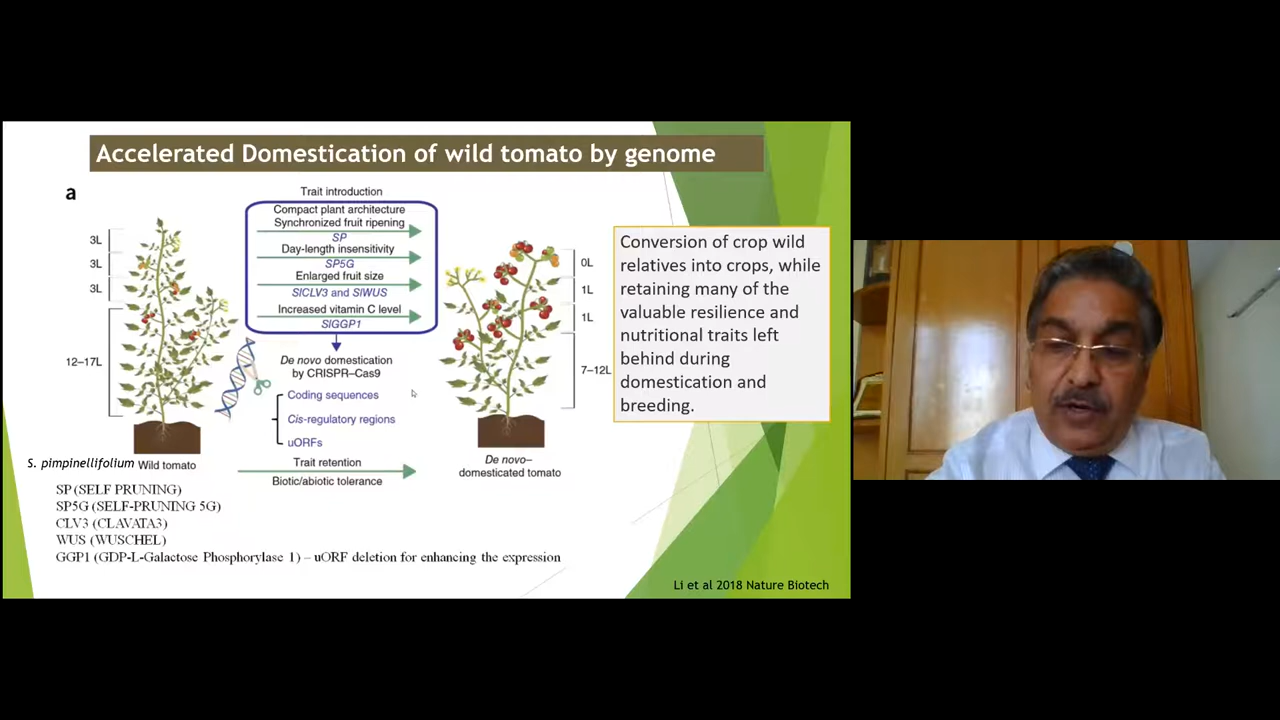 Accelerated Domestication of wild tomato by genome
a
Trait introduction
Compact plant architecture
Synchronized fruit ripening
SP
Day-length insensitivity
SP5G
Enlarged fruit size
SlCLV3 and SlWUS
Increased vitamin C level
SlGGP1
3L
3L
3L
12–17L
De novo domestication
by CRISPR–Cas9
Coding sequences
Cis-regulatory regions
uORFs
0L
1L
1L
7–12L
S. pimpinellifolium Wild tomato
De novo–
domesticated tomato
Trait retention
Biotic/abiotic tolerance
Conversion of crop wild
relatives into crops, while
retaining many of the
valuable resilience and
nutritional traits left
behind during
domestication and
breeding.
SP (SELF PRUNING)
SP5G (SELF-PRUNING 5G)
CLV3 (CLAVATA3)
WUS (WUSCHEL)
GGP1 (GDP-L-Galactose Phosphorylase 1) – uORF deletion for enhancing the expression
Li et al 2018 Nature Biotech